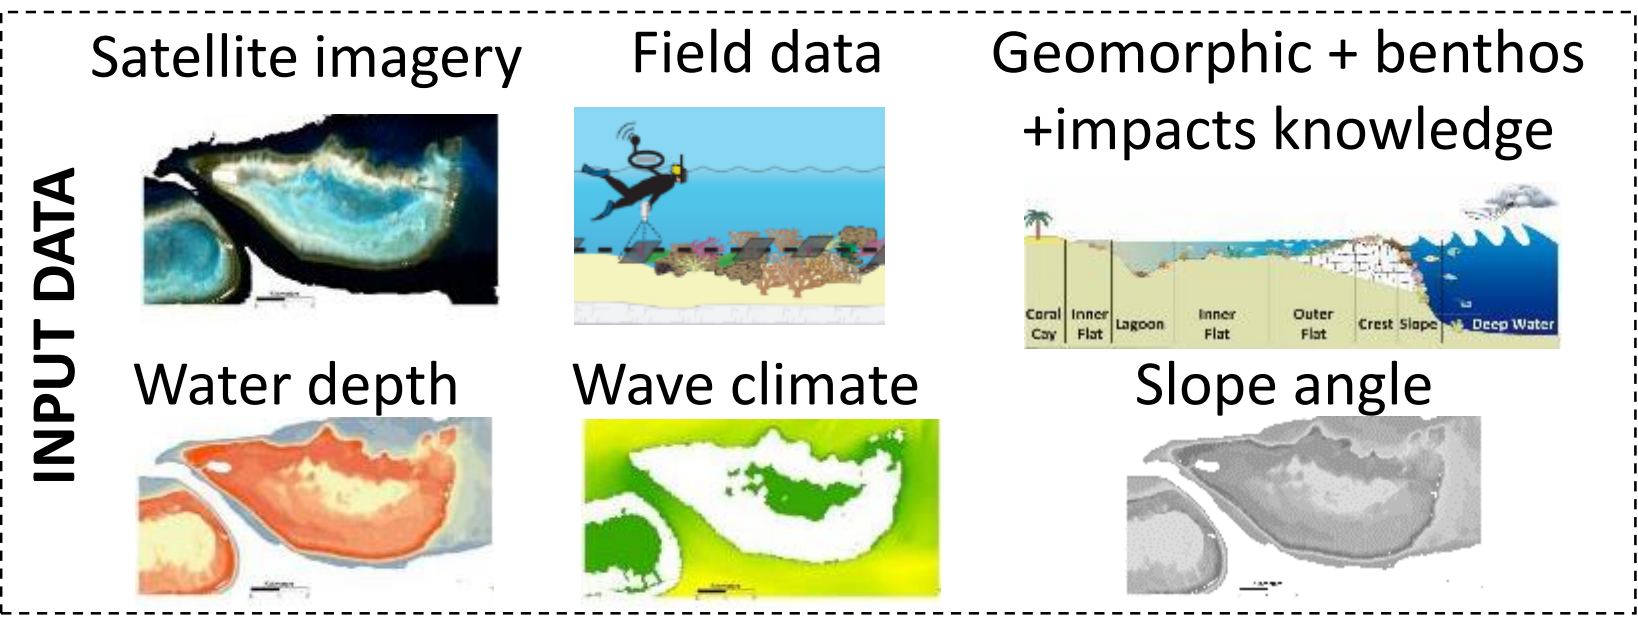 INPUT DATA
Satellite imagery
Field data
Geomorphic + benthos
+impacts knowledge
Coral
Cay
Inner
Flat
Lagoon
Inner
Flat
Outer
Flat
Crest
Slope
Deep Water
Water depth
Wave climate
Slope angle